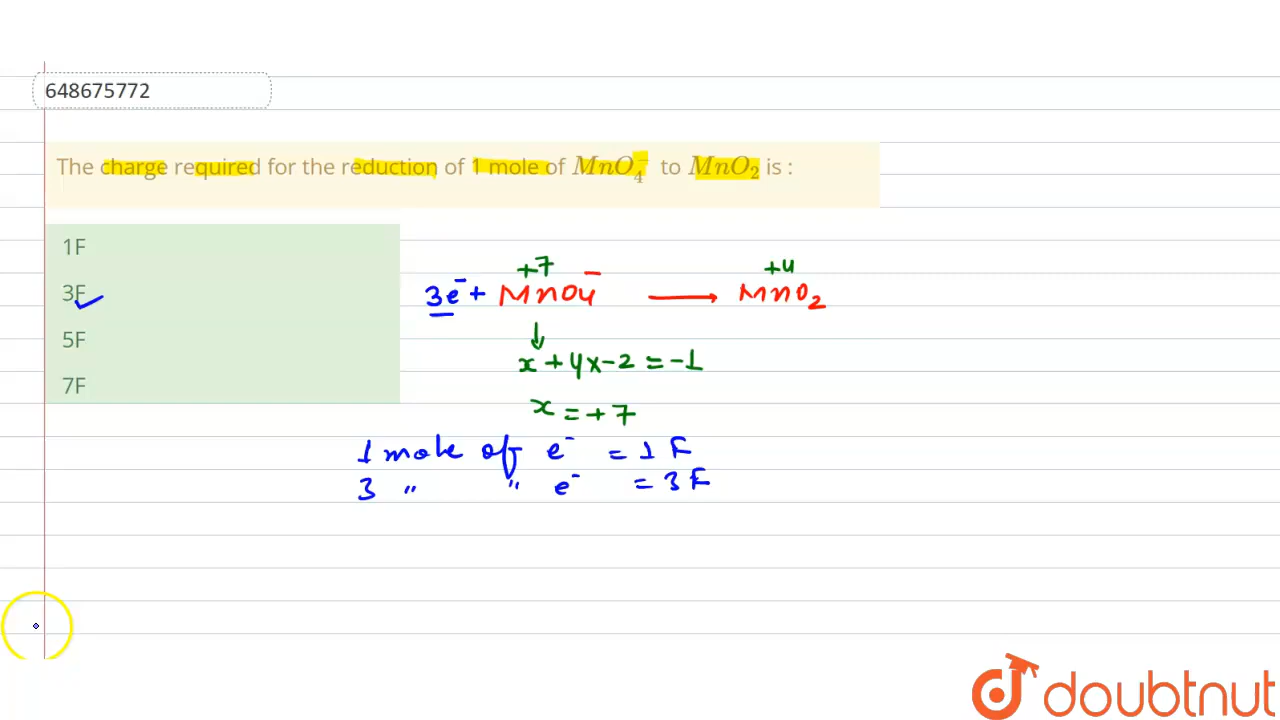 648675772
The charge required for the reduction of 1 mole of MnO₄⁻ to MnO₂ is :
1F
3F
5F
7F
+7 +4
3e⁻ + MnO4⁻ → MnO₂
↓
x + 4x-2 = -1
x = +7
1 mole of e⁻ = 1 F
3 " " e⁻ = 3 F
doubtnut